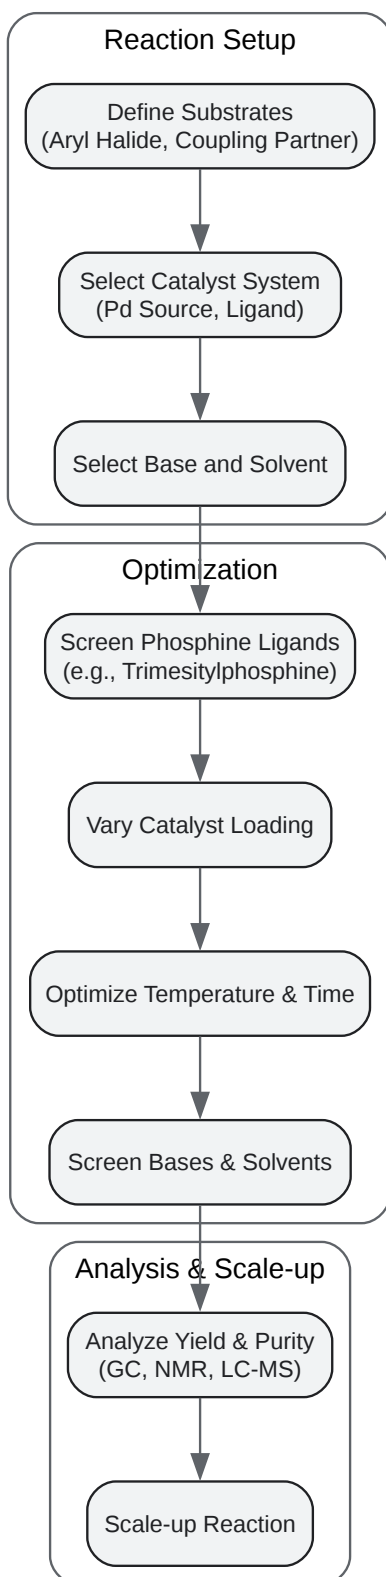 Reaction Setup
Define Substrates
(Aryl Halide, Coupling Partner)
Select Catalyst System
(Pd Source, Ligand)
Select Base and Solvent
Optimization
Screen Phosphine Ligands
(e.g., Trimesitylphosphine)
Vary Catalyst Loading
Optimize Temperature & Time
Screen Bases & Solvents
Analysis & Scale-up
Analyze Yield & Purity
(GC, NMR, LC-MS)
Scale-up Reaction